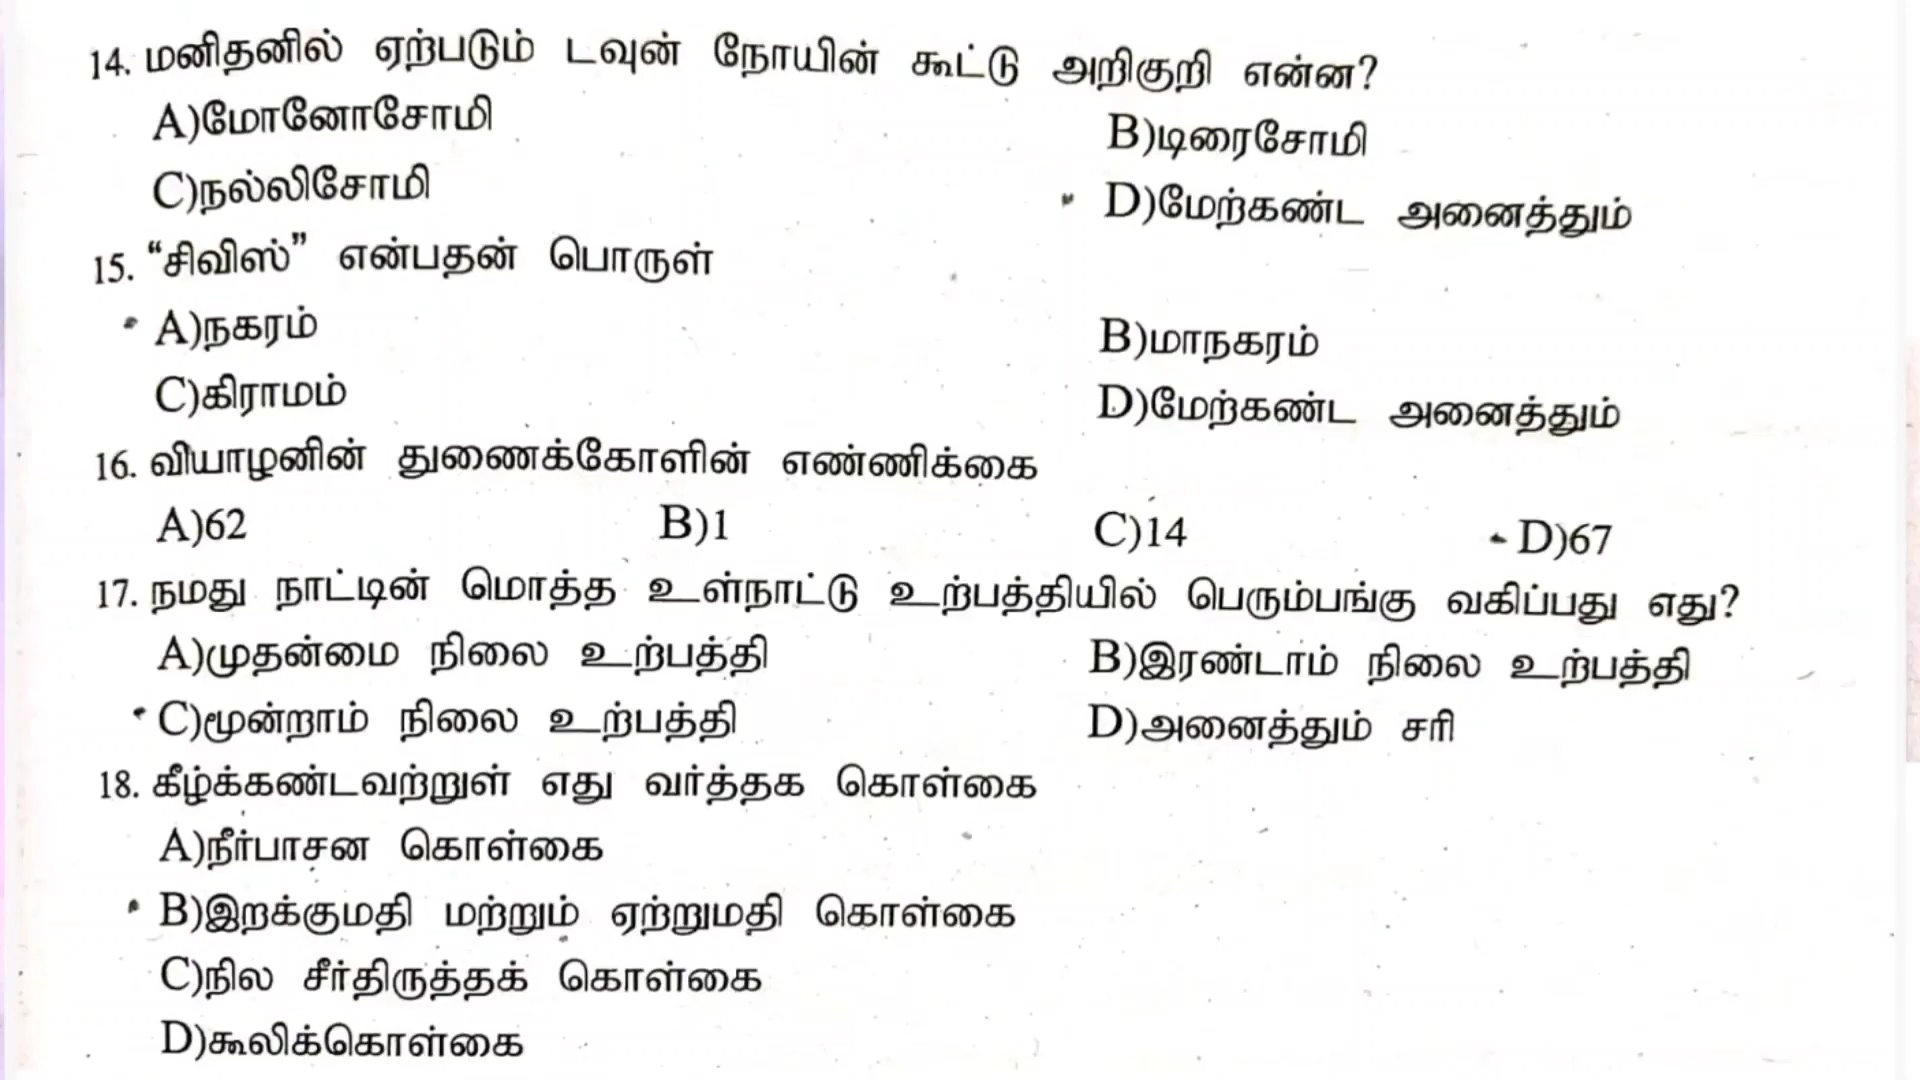 14. மனிதனில் ஏற்படும் டவுன் நோயின் கூட்டு அறிகுறி என்ன?
A)மோனோசோமி B)டிரைசோமி
C)நல்லிசோமி D)மேற்கண்ட அனைத்தும்
15. “சிவிஸ்” என்பதன் பொருள்
A)நகரம் B)மாநகரம்
C)கிராமம் D)மேற்கண்ட அனைத்தும்
16. வியாழனின் துணைக்கோளின் எண்ணிக்கை
A)62 B)1 C)14 D)67
17. நமது நாட்டின் மொத்த உள்நாட்டு உற்பத்தியில் பெரும்பங்கு வகிப்பது எது?
A)முதன்மை நிலை உற்பத்தி B)இரண்டாம் நிலை உற்பத்தி
C)மூன்றாம் நிலை உற்பத்தி D)அனைத்தும் சரி
18. கீழ்க்கண்டவற்றுள் எது வர்த்தக கொள்கை
A)நீர்பாசன கொள்கை
B)இறக்குமதி மற்றும் ஏற்றுமதி கொள்கை
C)நில சீர்திருத்தக் கொள்கை
D)கூலிக்கொள்கை